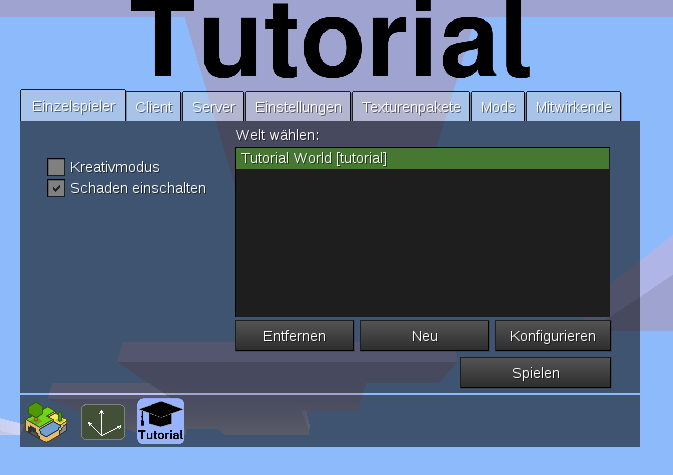 Tutorial
Einzelspieler Client Server Einstellungen Texturenpakete Mods Mitwirkende
Welt wählen:
Tutorial World [tutorial]
Kreativmodus
Schaden einschalten
Entfernen Neu Konfigurieren
Spielen
Tutorial